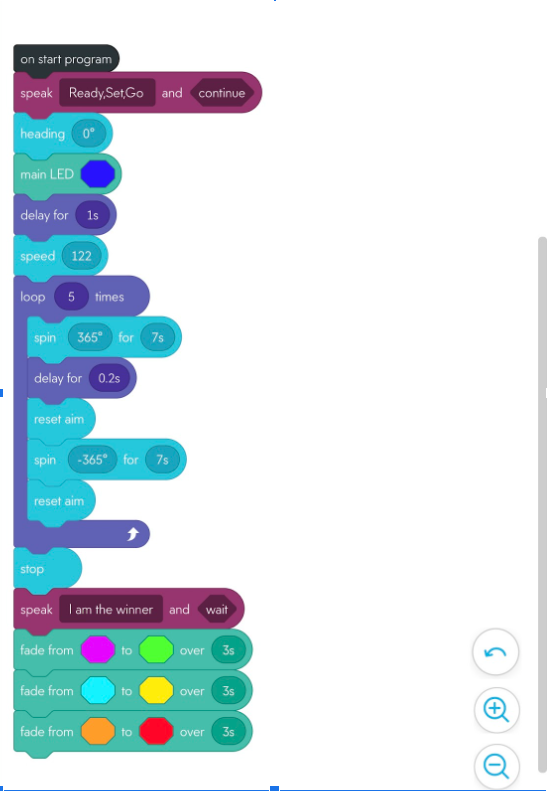 on start program
speak Ready,Set,Go and continue
heading 0°
main LED
delay for 1s
speed 122
loop 5 times
spin 365° for 7s
delay for 0.2s
reset aim
spin -365° for 7s
reset aim
stop
speak I am the winner and wait
fade from to over 3s
fade from to over 3s
fade from to over 3s